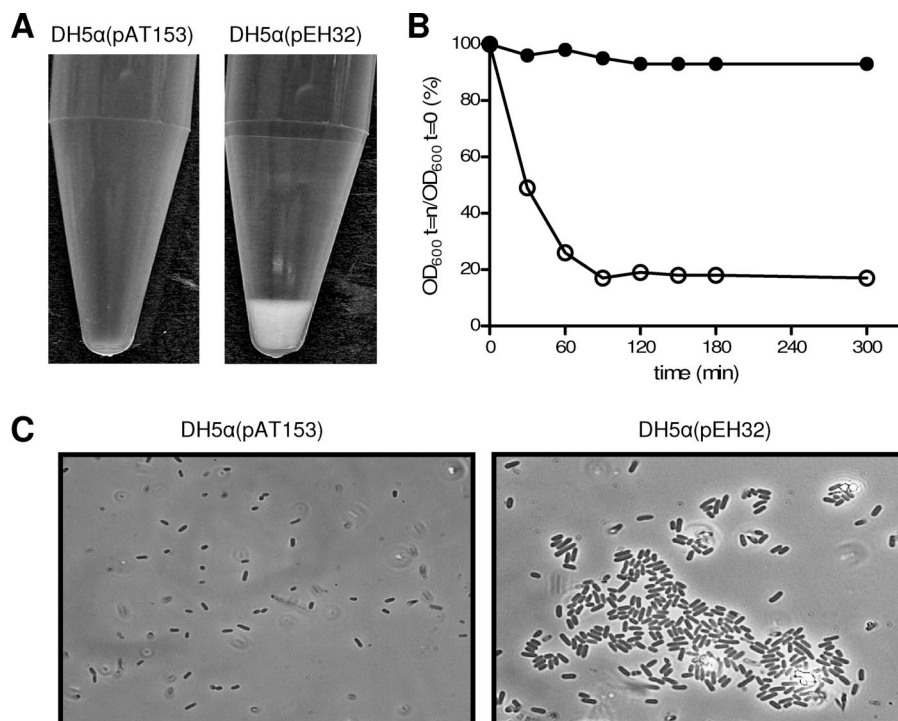 A
DH5α(pAT153)
DH5α(pEH32)
B
OD600 t=n/OD600 t=0 (%)
100
80
60
40
20
0
0
60
120
180
240
300
time (min)
C
DH5α(pAT153)
DH5α(pEH32)